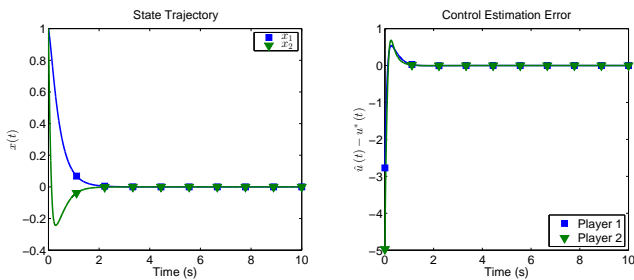 State Trajectory
x(t)
1
0.8
0.6
0.4
0.2
0
−0.2
−0.4
0 2 4 6 8 10
Time (s)
x₁
x₂
Control Estimation Error
û (t) − u* (t)
1
0
−1
−2
−3
−4
−5
0 2 4 6 8 10
Time (s)
Player 1
Player 2